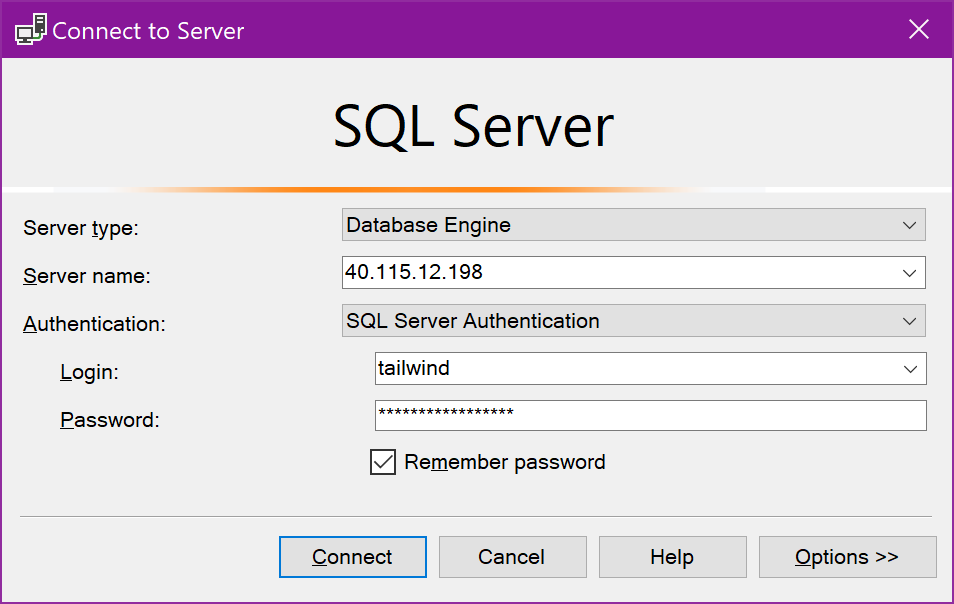 Connect to Server
SQL Server
Server type: Database Engine
Server name: 40.115.12.198
Authentication: SQL Server Authentication
Login: tailwind
Password: *****************
Remember password
Connect Cancel Help Options >>